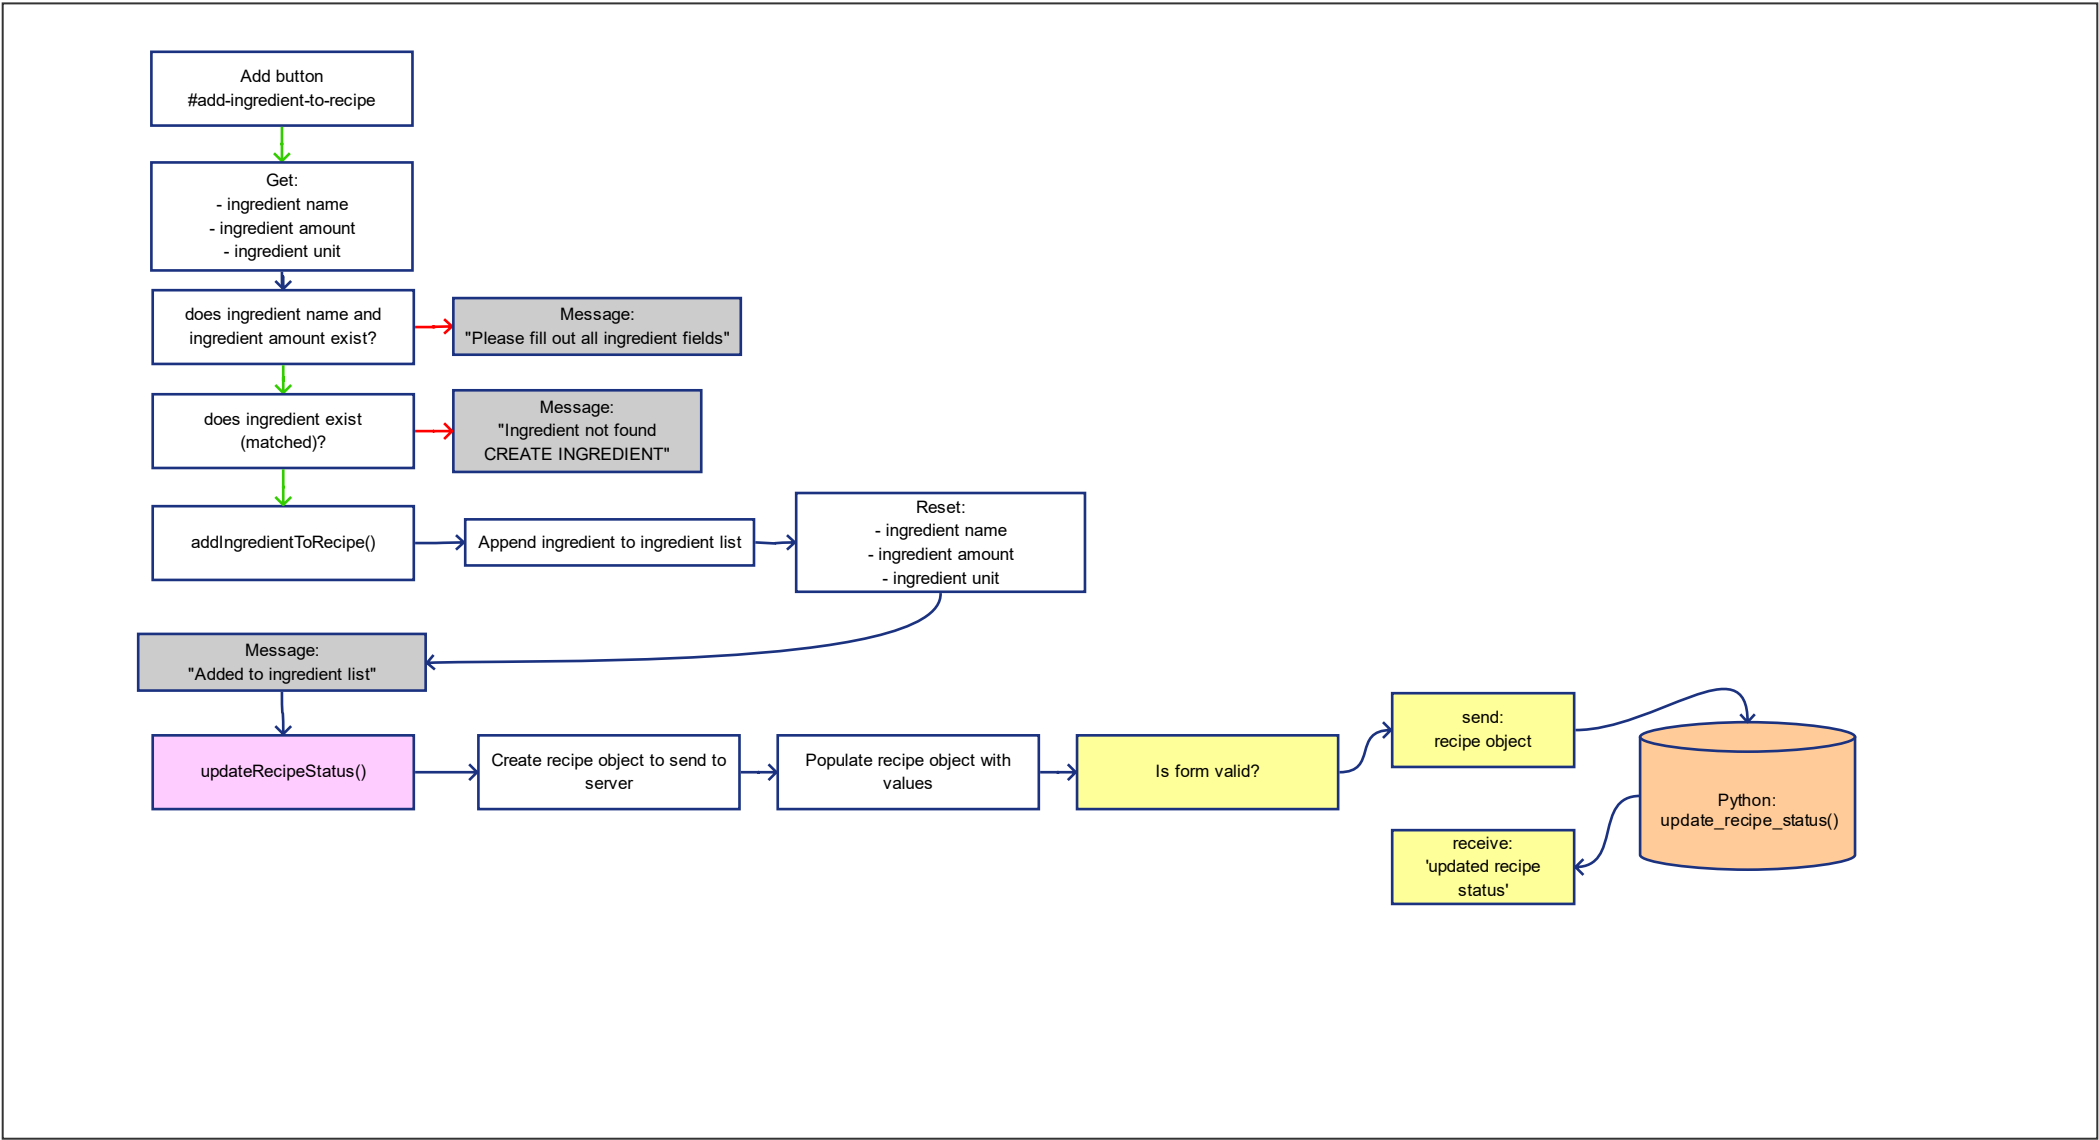 Add button
#add-ingredient-to-recipe
Get:
- ingredient name
- ingredient amount
- ingredient unit
does ingredient name and
ingredient amount exist?
Message:
"Please fill out all ingredient fields"
does ingredient exist
(matched)?
Message:
"Ingredient not found
CREATE INGREDIENT"
addIngredientToRecipe()
Append ingredient to ingredient list
Reset:
- ingredient name
- ingredient amount
- ingredient unit
Message:
"Added to ingredient list"
updateRecipeStatus()
Create recipe object to send to
server
Populate recipe object with
values
Is form valid?
send:
recipe object
Python:
update_recipe_status()
receive:
'updated recipe
status'